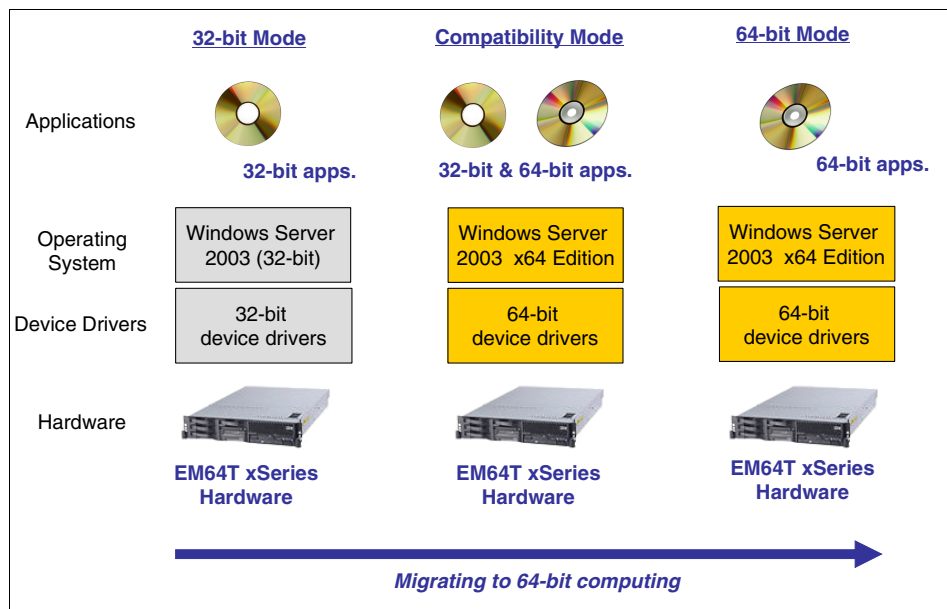 32-bit Mode
Compatibility Mode
64-bit Mode
Applications
32-bit apps.
32-bit & 64-bit apps.
64-bit apps.
Operating
System
Windows Server
2003 (32-bit)
Windows Server
2003 x64 Edition
Windows Server
2003 x64 Edition
Device Drivers
32-bit
device drivers
64-bit
device drivers
64-bit
device drivers
Hardware
EM64T xSeries
Hardware
EM64T xSeries
Hardware
EM64T xSeries
Hardware
Migrating to 64-bit computing